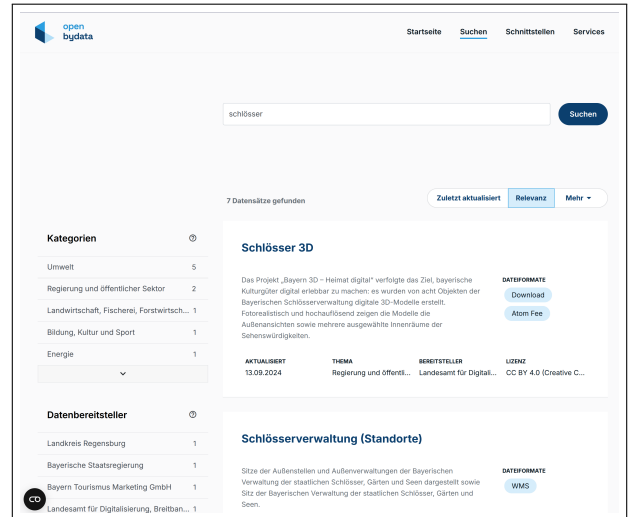 open
bydata
Startseite Suchen Schnittstellen Services
schlösser
Suchen
7 Datensätze gefunden
Zuletzt aktualisiert Relevanz Mehr
Kategorien
Umwelt 5
Regierung und öffentlicher Sektor 2
Landwirtschaft, Fischerei, Forstwirtsch... 1
Bildung, Kultur und Sport 1
Energie 1
Datenbereitsteller
Landkreis Regensburg 1
Bayerische Staatsregierung 1
Bayern Tourismus Marketing GmbH 1
Landesamt für Digitalisierung, Breitban... 1
Schlösser 3D
Das Projekt „Bayern 3D – Heimat digital" verfolgte das Ziel, bayerische
Kulturgüter digital erlebbar zu machen: es wurden von acht Objekten der
Bayerischen Schlösserverwaltung digitale 3D-Modelle erstellt.
Fotorealistisch und hochauflösend zeigen die Modelle die
Außenansichten sowie mehrere ausgewählte Innenräume der
Sehenswürdigkeiten.
DATEIFORMATE
Download
Atom Fee
AKTUALISIERT THEMA BEREITSTELLER LIZENZ
13.09.2024 Regierung und öffentli... Landesamt für Digitali... CC BY 4.0 (Creative C...
Schlösserverwaltung (Standorte)
Sitze der Außenstellen und Außenverwaltungen der Bayerischen
Verwaltung der staatlichen Schlösser, Gärten und Seen dargestellt sowie
Sitz der Bayerischen Verwaltung der staatlichen Schlösser, Gärten und
Seen.
DATEIFORMATE
WMS